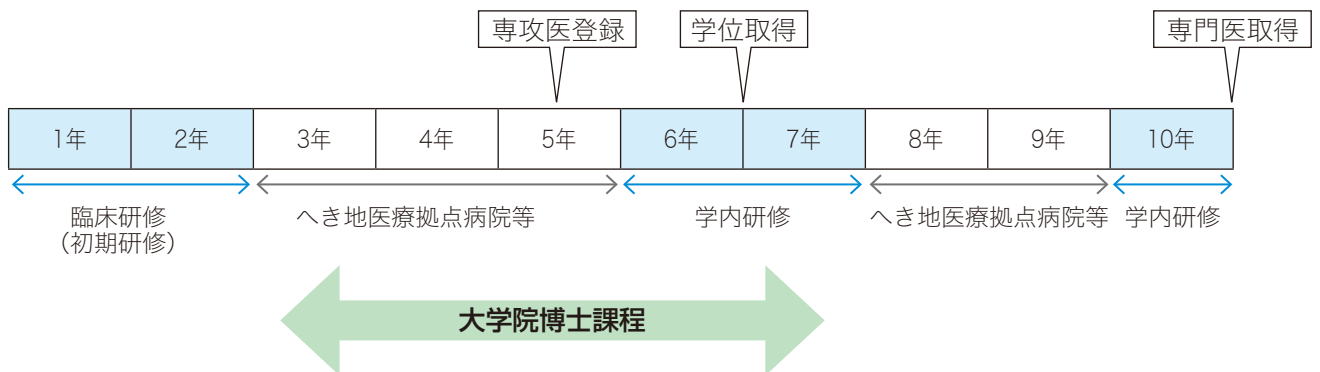 専攻医登録
学位取得
専門医取得
1年
2年
3年
4年
5年
6年
7年
8年
9年
10年
臨床研修
（初期研修）
へき地医療拠点病院等
学内研修
へき地医療拠点病院等
学内研修
大学院博士課程